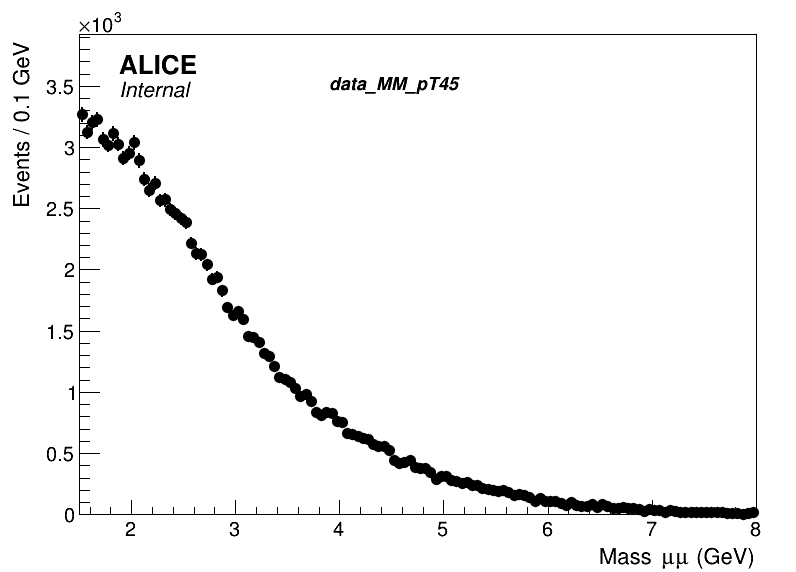 ×10³
ALICE
Internal
data_MM_pT45
Events / 0.1 GeV
3.5
3
2.5
2
1.5
1
0.5
0
2 3 4 5 6 7 8
Mass μμ (GeV)